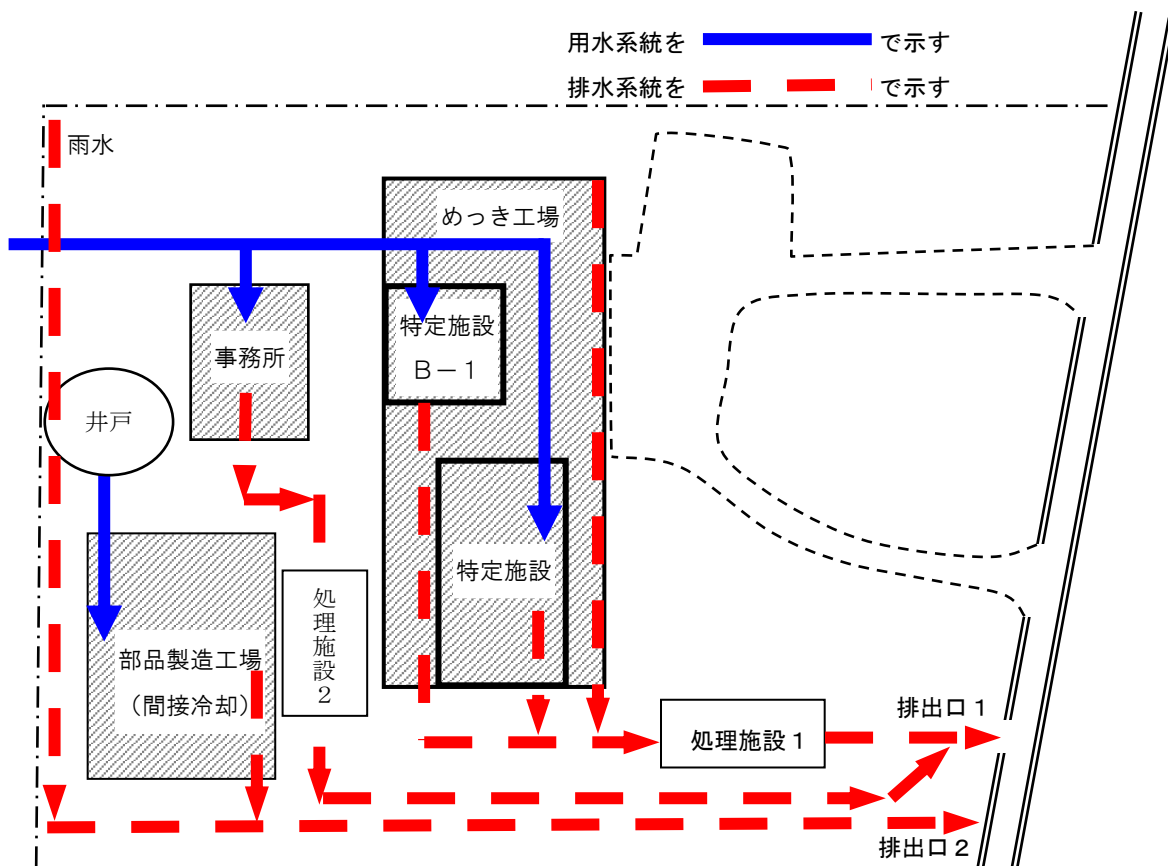 用水系統を で示す
排水系統を で示す
雨水
めっき工場
特定施設
B－1
事務所
井戸
特定施設
処理施設2
部品製造工場
（間接冷却）
排出口1
処理施設1
排出口2